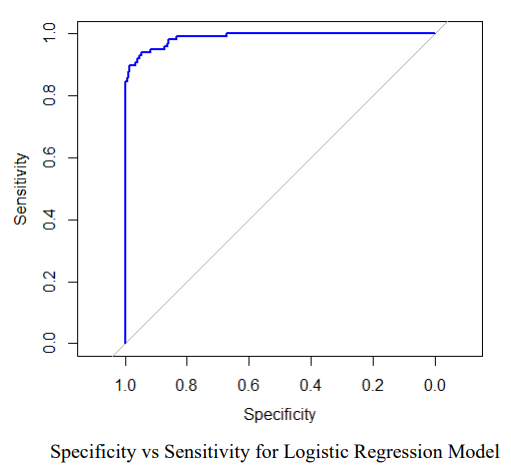 1.0
0.8
0.6
0.4
0.2
0.0
Sensitivity
1.0 0.8 0.6 0.4 0.2 0.0
Specificity
Specificity vs Sensitivity for Logistic Regression Model